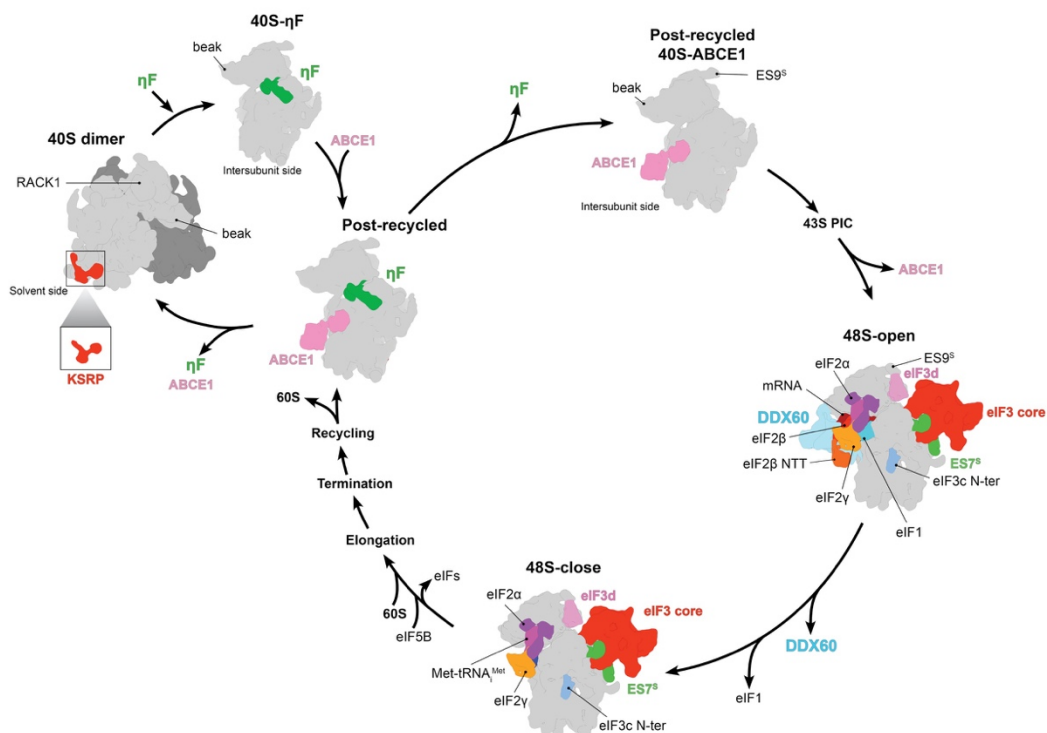 40S-ηF
beak
ηF
ηF
Intersubunit side
40S dimer
RACK1
beak
Solvent side
KSRP
ABCE1
Post-recycled
ηF
ABCE1
ηF
ABCE1
ηF
Post-recycled
40S-ABCE1
ES9ˢ
beak
ABCE1
Intersubunit side
43S PIC
ABCE1
48S-open
eIF2α
ES9ˢ
eIF3d
mRNA
DDX60
eIF3 core
eIF2β
eIF2β NTT
ES7ˢ
eIF3c N-ter
eIF2γ
eIF1
DDX60
eIF1
48S-close
eIF2α
eIF3d
eIF3 core
Met-tRNAᵢᴹᵉᵗ
ES7ˢ
eIF2γ
eIF3c N-ter
eIFs
60S
eIF5B
Elongation
Termination
Recycling
60S